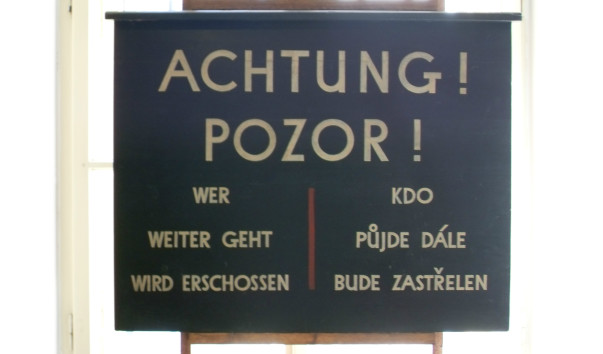 ACHTUNG!
POZOR!
WER
WEITER GEHT
WIRD ERSCHOSSEN
KDO
PŮJDE DÁLE
BUDE ZASTŘELEN